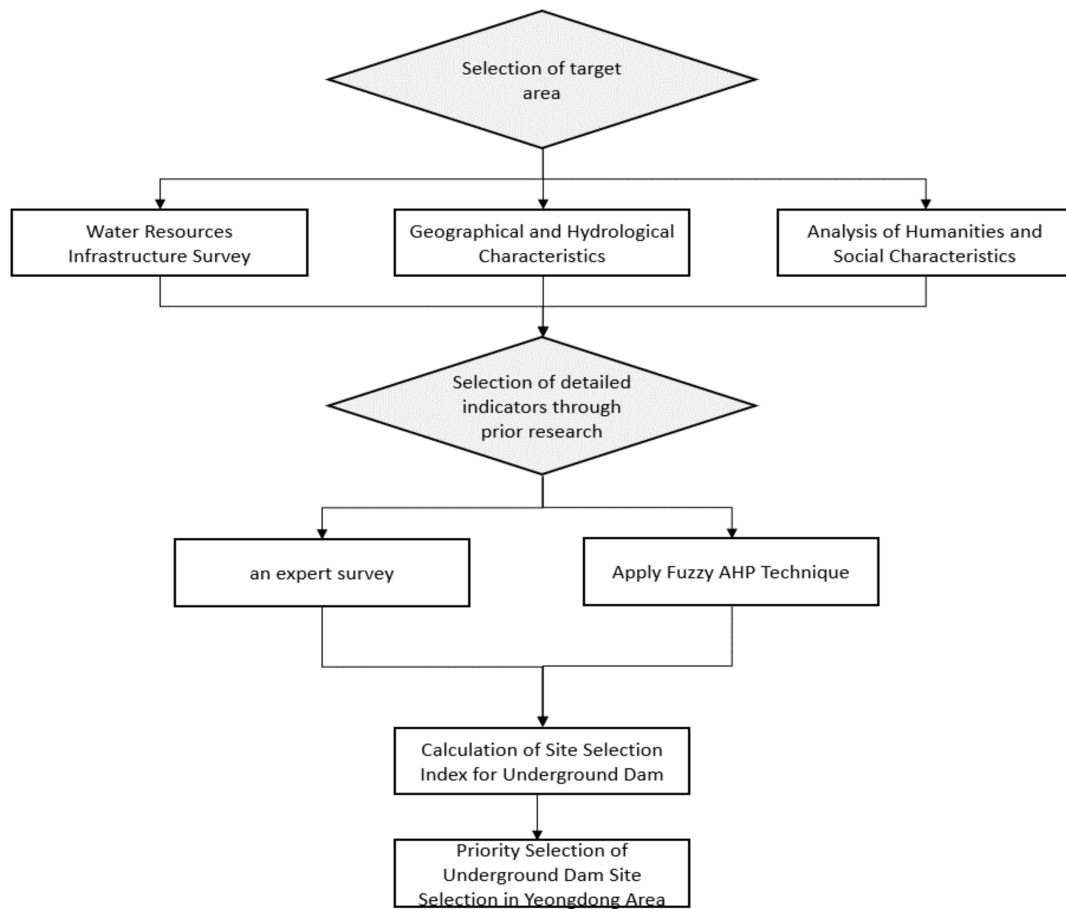 Selection of target
area
Water Resources
Infrastructure Survey
Geographical and Hydrological
Characteristics
Analysis of Humanities and
Social Characteristics
Selection of detailed
indicators through
prior research
an expert survey
Apply Fuzzy AHP Technique
Calculation of Site Selection
Index for Underground Dam
Priority Selection of
Underground Dam Site
Selection in Yeongdong Area